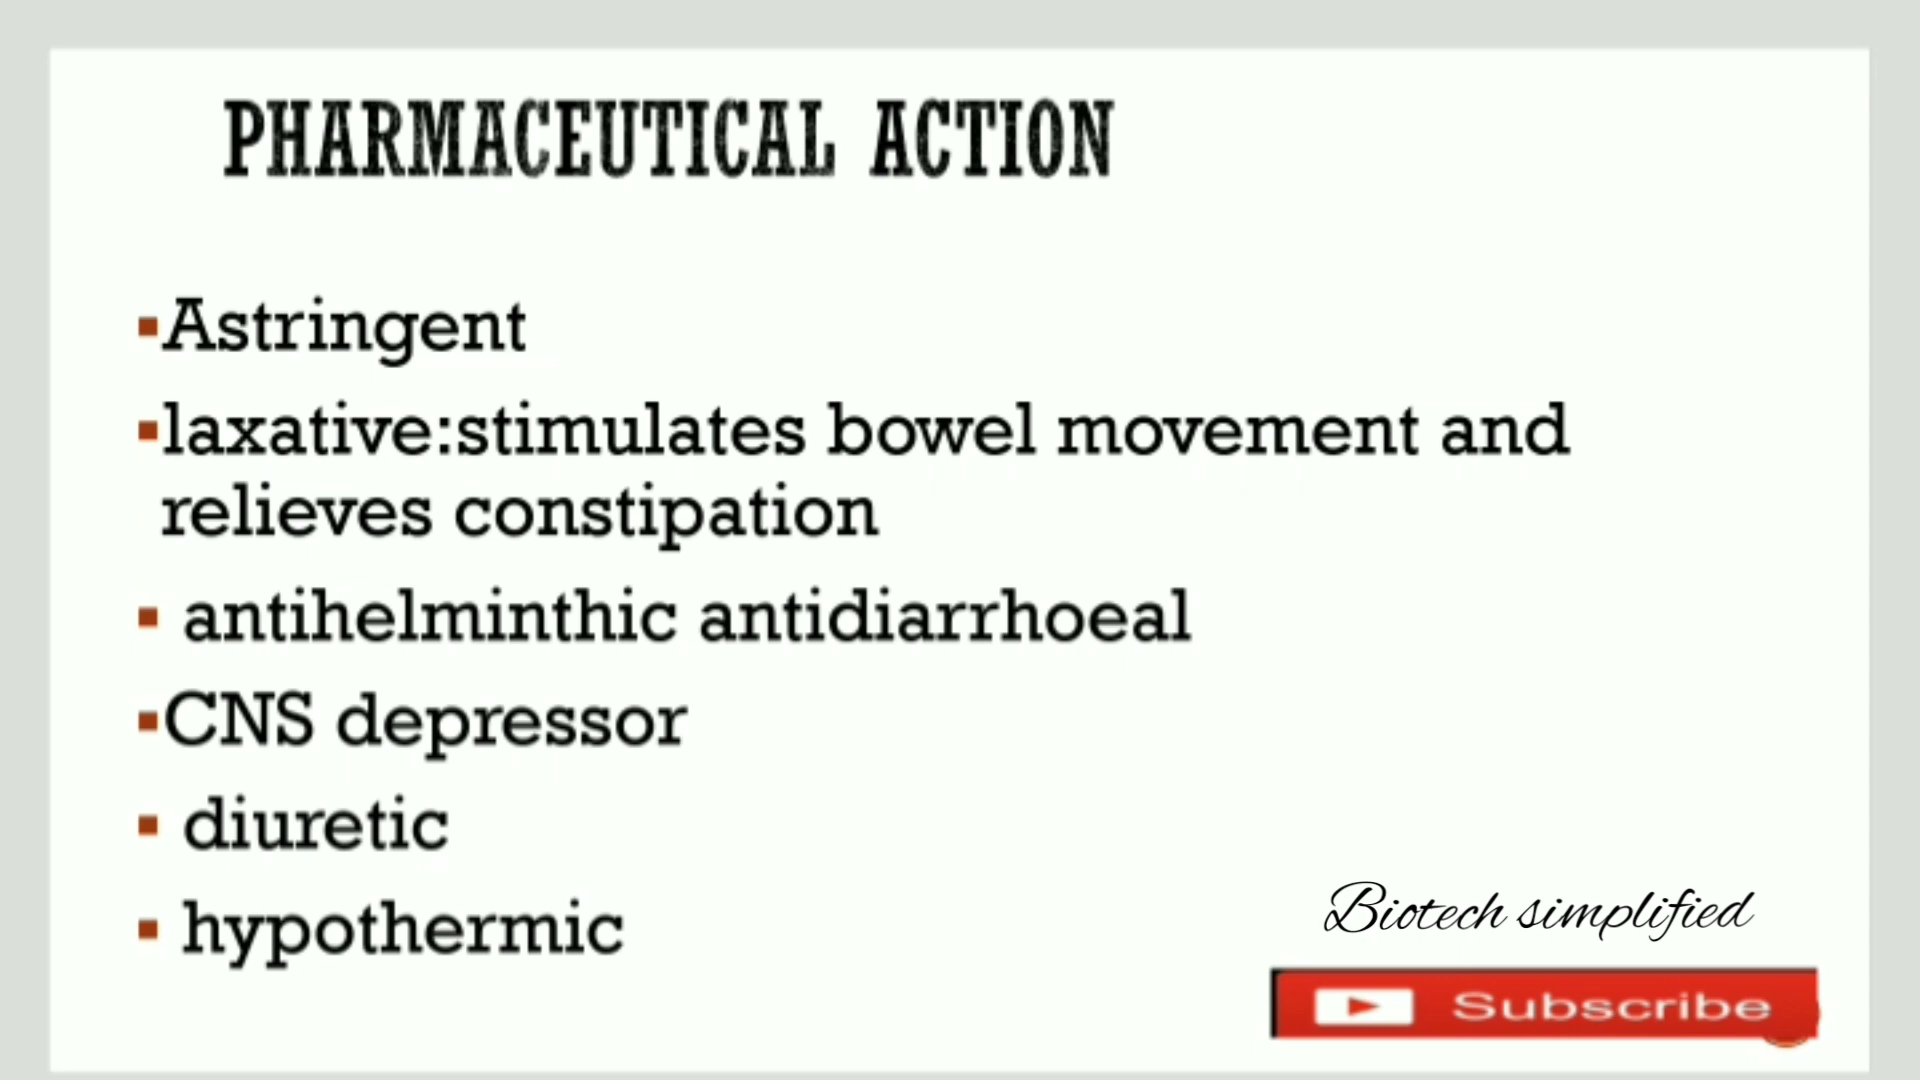 PHARMACEUTICAL ACTION
▪Astringent
▪laxative:stimulates bowel movement and
relieves constipation
▪ antihelminthic antidiarrhoeal
▪CNS depressor
▪ diuretic
▪ hypothermic
Biotech simplified
Subscribe